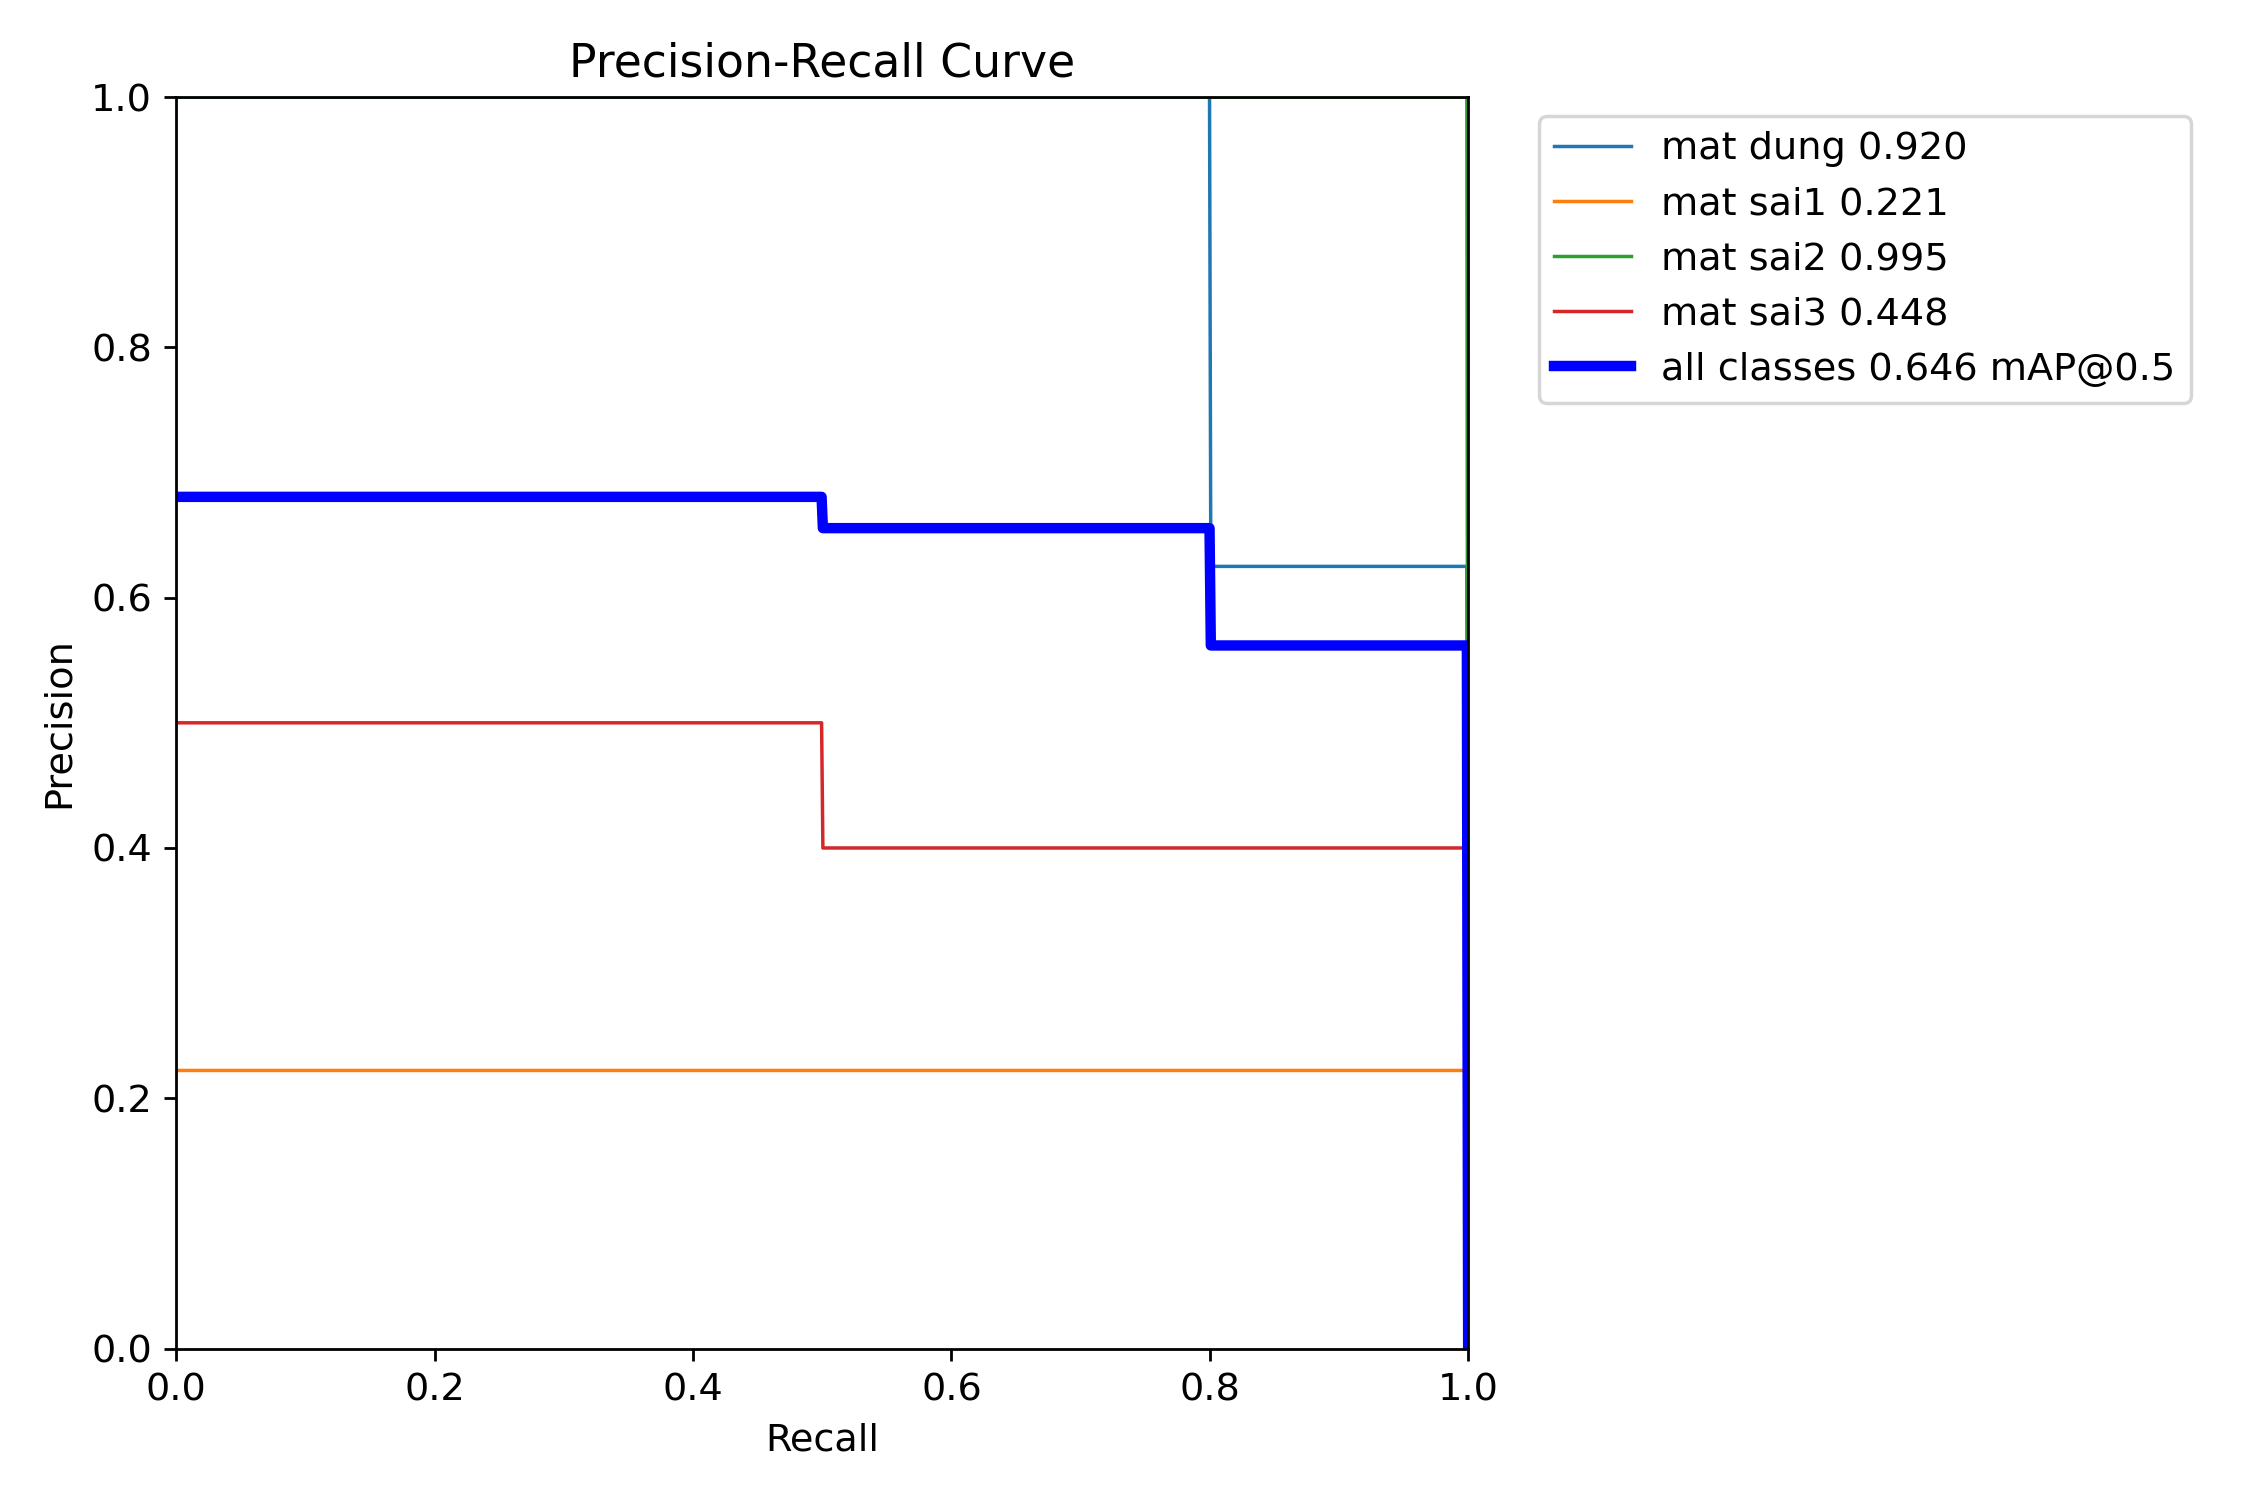 Precision-Recall Curve
1.0
0.8
0.6
0.4
0.2
0.0
Precision
0.0 0.2 0.4 0.6 0.8 1.0
Recall
mat dung 0.920
mat sai1 0.221
mat sai2 0.995
mat sai3 0.448
all classes 0.646 mAP@0.5